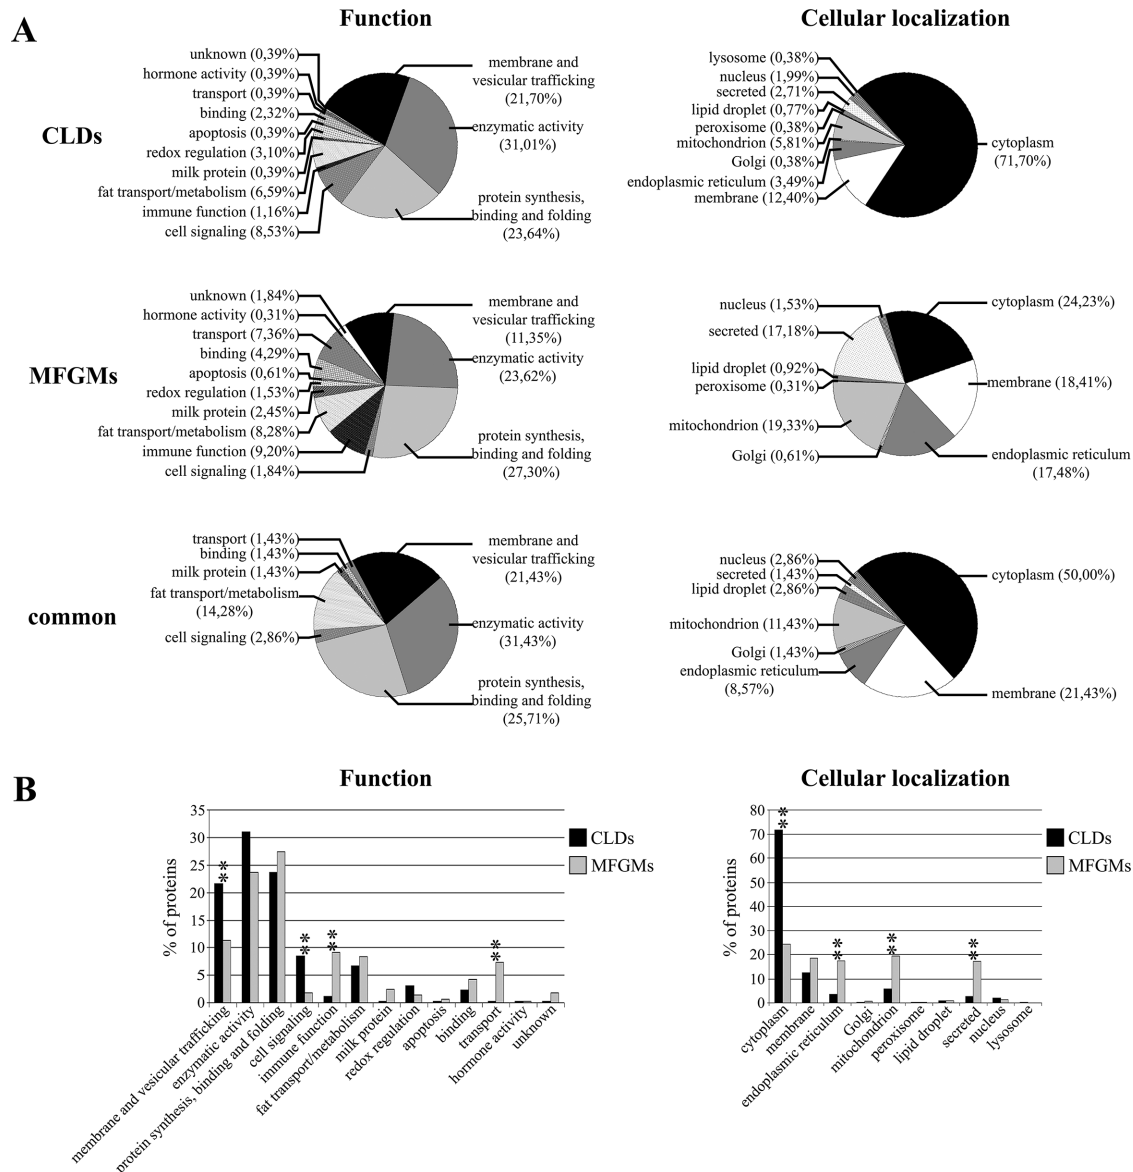 A
Function
Cellular localization
CLDs
unknown (0,39%)
hormone activity (0,39%)
transport (0,39%)
binding (2,32%)
apoptosis (0,39%)
redox regulation (3,10%)
milk protein (0,39%)
fat transport/metabolism (6,59%)
immune function (1,16%)
cell signaling (8,53%)
membrane and
vesicular trafficking
(21,70%)
enzymatic activity
(31,01%)
protein synthesis,
binding and folding
(23,64%)
lysosome (0,38%)
nucleus (1,99%)
secreted (2,71%)
lipid droplet (0,77%)
peroxisome (0,38%)
mitochondrion (5,81%)
Golgi (0,38%)
endoplasmic reticulum (3,49%)
membrane (12,40%)
cytoplasm
(71,70%)
MFGMs
unknown (1,84%)
hormone activity (0,31%)
transport (7,36%)
binding (4,29%)
apoptosis (0,61%)
redox regulation (1,53%)
milk protein (2,45%)
fat transport/metabolism (8,28%)
immune function (9,20%)
cell signaling (1,84%)
membrane and
vesicular trafficking
(11,35%)
enzymatic activity
(23,62%)
protein synthesis,
binding and folding
(27,30%)
nucleus (1,53%)
secreted (17,18%)
lipid droplet (0,92%)
peroxisome (0,31%)
mitochondrion (19,33%)
Golgi (0,61%)
cytoplasm (24,23%)
membrane (18,41%)
endoplasmic reticulum
(17,48%)
common
transport (1,43%)
binding (1,43%)
milk protein (1,43%)
fat transport/metabolism
(14,28%)
cell signaling (2,86%)
membrane and
vesicular trafficking
(21,43%)
enzymatic activity
(31,43%)
protein synthesis,
binding and folding
(25,71%)
nucleus (2,86%)
secreted (1,43%)
lipid droplet (2,86%)
mitochondrion (11,43%)
Golgi (1,43%)
endoplasmic reticulum
(8,57%)
cytoplasm (50,00%)
membrane (21,43%)
B
Function
% of proteins
35
30
25
20
15
10
5
0
**
**
**
**
CLDs
MFGMs
membrane and vesicular trafficking
enzymatic activity
protein synthesis, binding and folding
cell signaling
immune function
fat transport/metabolism
milk protein
redox regulation
apoptosis
binding
transport
hormone activity
unknown
Cellular localization
% of proteins
80
70
60
50
40
30
20
10
0
**
**
**
**
CLDs
MFGMs
cytoplasm
membrane
endoplasmic reticulum
Golgi
mitochondrion
peroxisome
lipid droplet
secreted
nucleus
lysosome